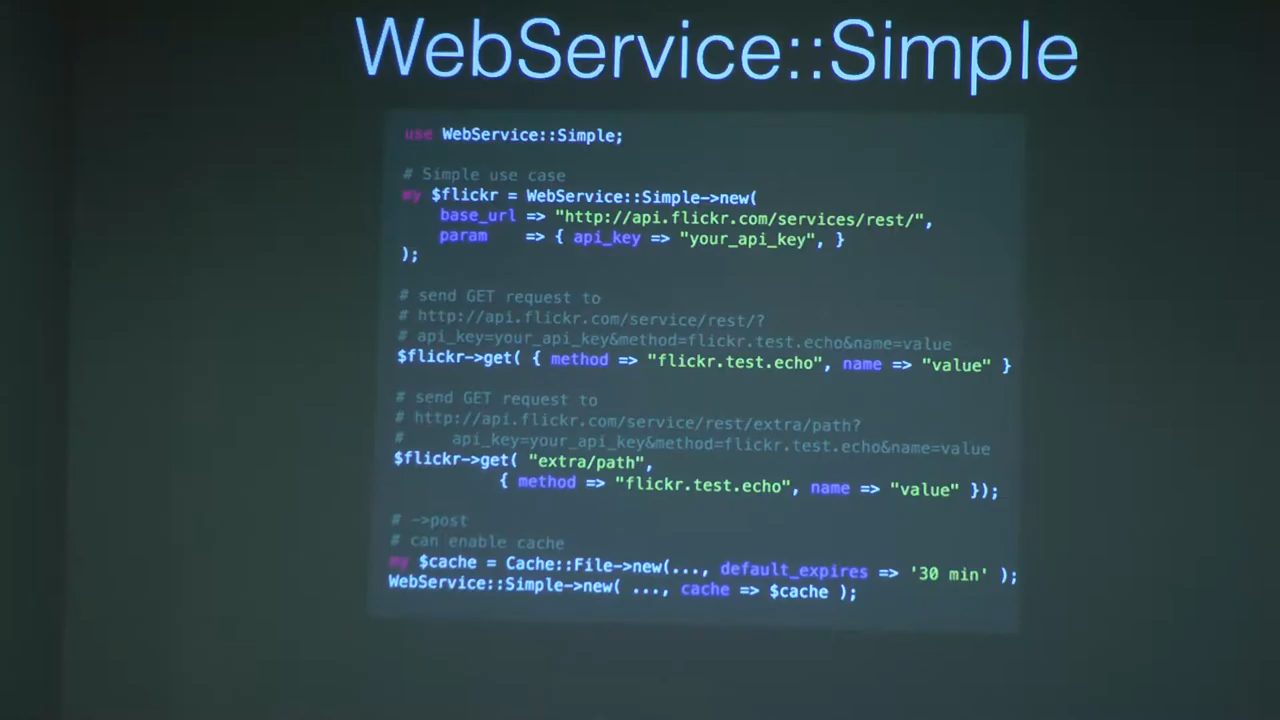 WebService::Simple
use WebService::Simple;
# Simple use case
my $flickr = WebService::Simple->new(
base_url => "http://api.flickr.com/services/rest/",
param => { api_key => "your_api_key", }
);
# send GET request to
# http://api.flickr.com/service/rest/?
# api_key=your_api_key&method=flickr.test.echo&name=value
$flickr->get( { method => "flickr.test.echo", name => "value" }
# send GET request to
# http://api.flickr.com/service/rest/extra/path?
# api_key=your_api_key&method=flickr.test.echo&name=value
$flickr->get( "extra/path",
{ method => "flickr.test.echo", name => "value" });
# ->post
# can enable cache
my $cache = Cache::File->new(..., default_expires => '30 min' );
WebService::Simple->new( ..., cache => $cache );